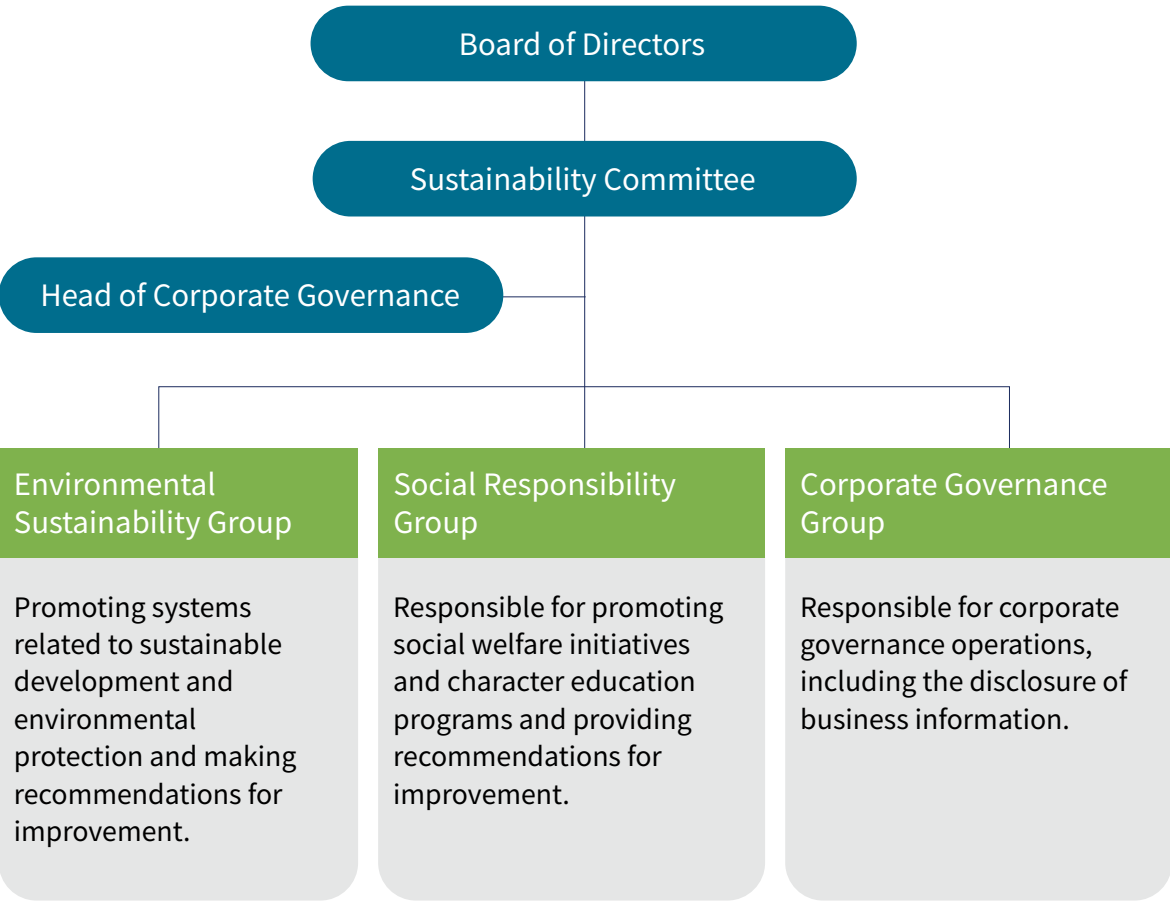 Board of Directors
Sustainability Committee
Head of Corporate Governance
Environmental
Sustainability Group
Promoting systems
related to sustainable
development and
environmental
protection and making
recommendations for
improvement.
Social Responsibility
Group
Responsible for promoting
social welfare initiatives
and character education
programs and providing
recommendations for
improvement.
Corporate Governance
Group
Responsible for corporate
governance operations,
including the disclosure of
business information.